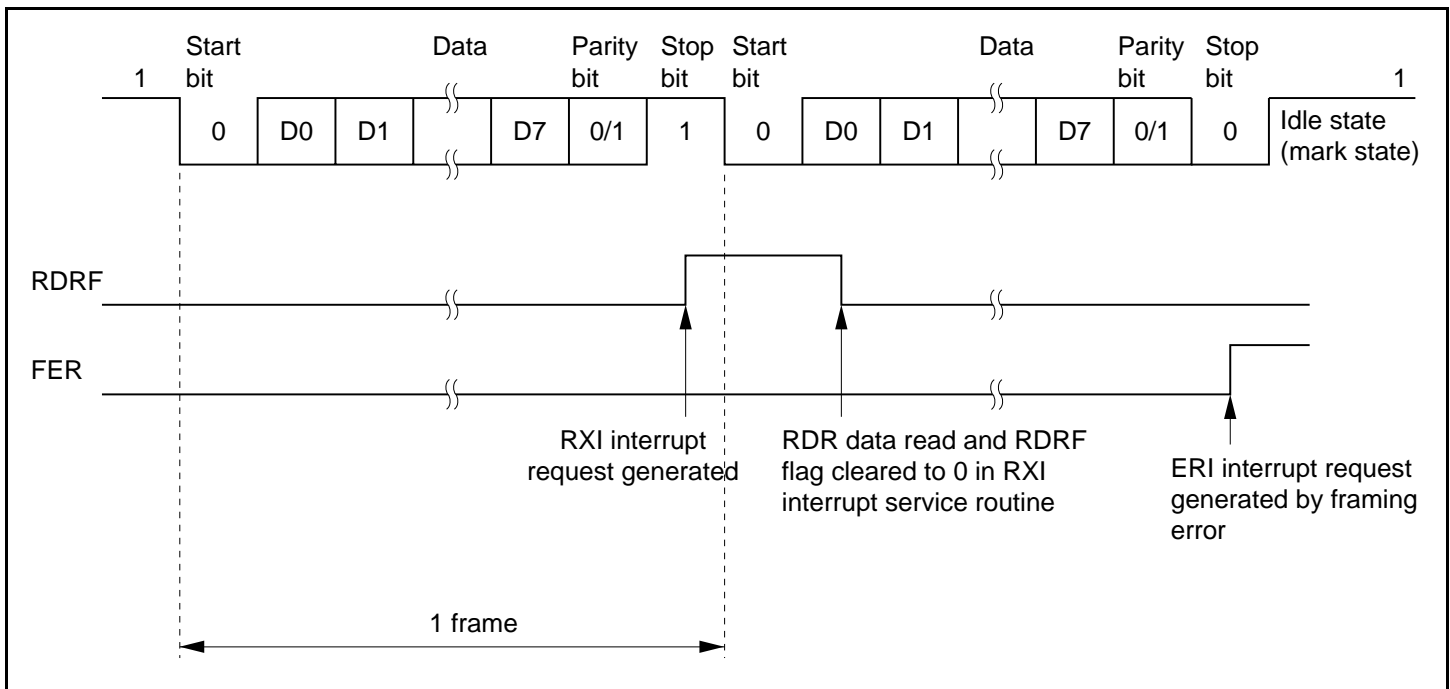 Start bit Data Parity bit Stop bit Start bit Data Parity bit Stop bit
1 1
0 D0 D1 D7 0/1 1 0 D0 D1 D7 0/1 0 Idle state (mark state)
RDRF
FER
RXI interrupt
request generated
RDR data read and RDRF
flag cleared to 0 in RXI
interrupt service routine
ERI interrupt request
generated by framing
error
1 frame